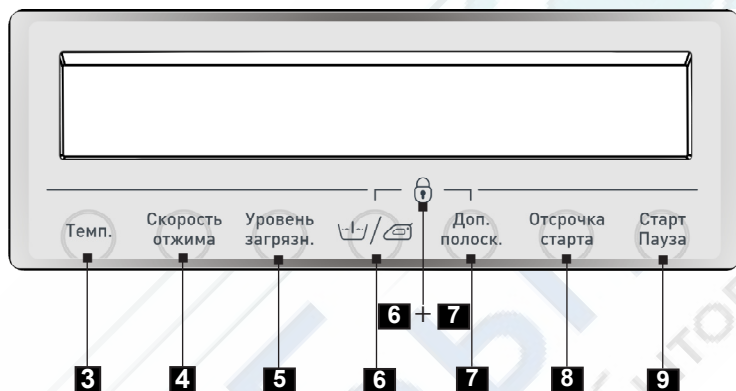 Темп.
Скорость
отжима
Уровень
загрязн.
/
Доп.
полоск.
Отсрочка
старта
Старт
Пауза
6 + 7
3 4 5 6 7 8 9